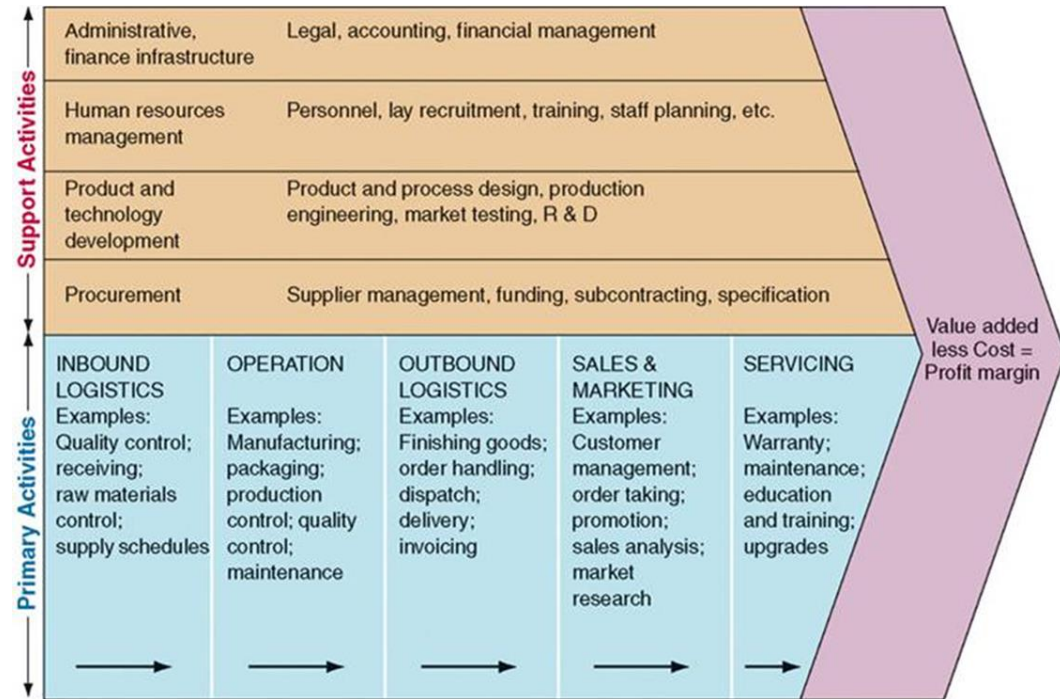 Support Activities
Administrative,
finance infrastructure
Legal, accounting, financial management
Human resources
management
Personnel, lay recruitment, training, staff planning, etc.
Product and
technology
development
Product and process design, production
engineering, market testing, R & D
Procurement
Supplier management, funding, subcontracting, specification
Primary Activities
INBOUND
LOGISTICS
Examples:
Quality control;
receiving;
raw materials
control;
supply schedules
OPERATION
Examples:
Manufacturing;
packaging;
production
control; quality
control;
maintenance
OUTBOUND
LOGISTICS
Examples:
Finishing goods;
order handling;
dispatch;
delivery;
invoicing
SALES &
MARKETING
Examples:
Customer
management;
order taking;
promotion;
sales analysis;
market
research
SERVICING
Examples:
Warranty;
maintenance;
education
and training;
upgrades
Value added
less Cost =
Profit margin